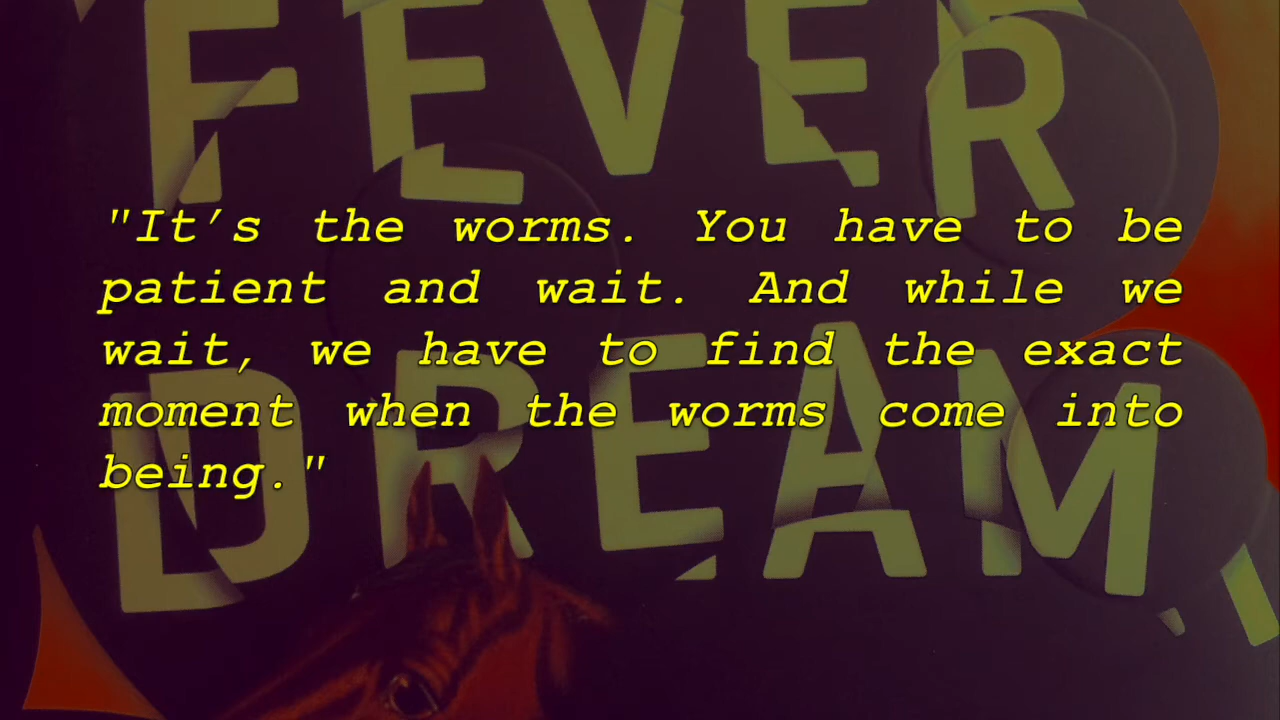 FEVER
"It’s the worms. You have to be
patient and wait. And while we
wait, we have to find the exact
moment when the worms come into
being."
DREAM